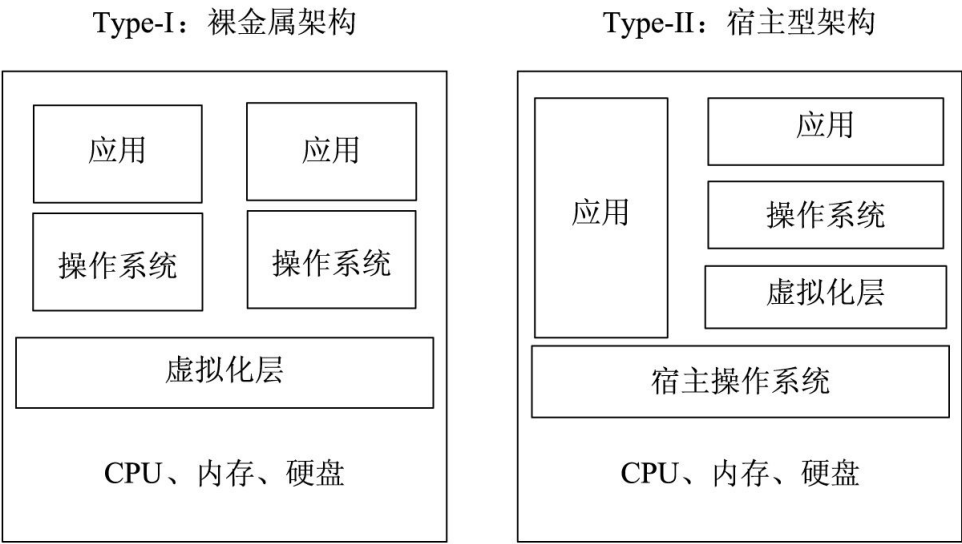 Type-I：裸金属架构
应用
应用
操作系统
操作系统
虚拟化层
CPU、内存、硬盘
Type-II：宿主型架构
应用
应用
操作系统
虚拟化层
宿主操作系统
CPU、内存、硬盘